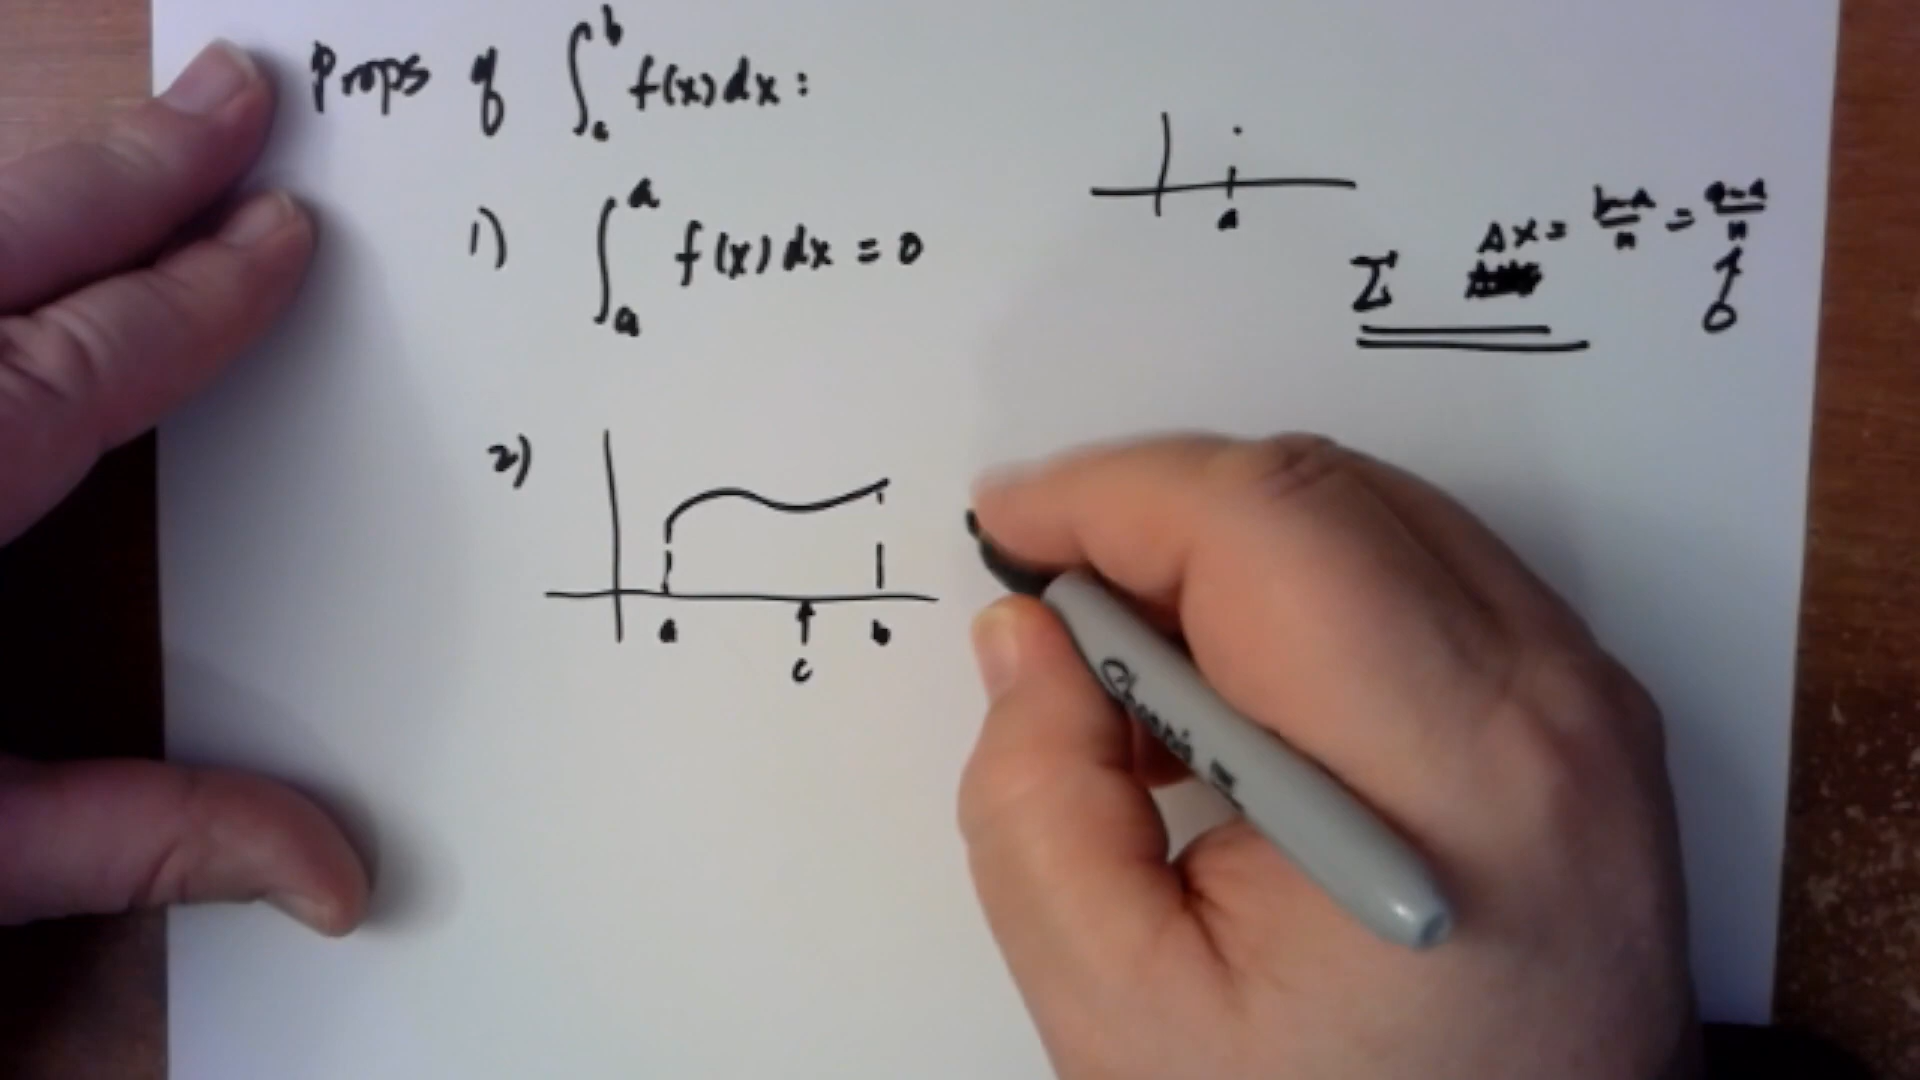 Props of ∫_a^b f(x)dx:
1) ∫_a^a f(x)dx = 0
a
Σ Δx = (b-a)/n = (a-a)/n
0
2)
a c b
Sharpie